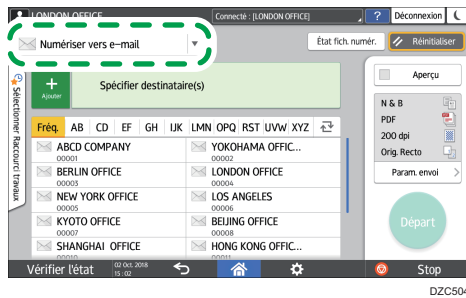 LONDON OFFICE
Connecté : [LONDON OFFICE]
?
Déconnexion
Numériser vers e-mail
État fich. numér.
Réinitialiser
Sélectionner Raccourci travaux
+
Ajouter
Spécifier destinataire(s)
Aperçu
Fréq. AB CD EF GH IJK LMN OPQ RST UVW XYZ
ABCD COMPANY
00001
YOKOHAMA OFFIC...
00002
BERLIN OFFICE
00003
LONDON OFFICE
00004
NEW YORK OFFICE
00005
LOS ANGELES
00006
KYOTO OFFICE
00007
BEIJING OFFICE
00008
SHANGHAI OFFICE
00010
HONG KONG OFFIC...
00011
N & B
PDF
200 dpi
Orig. Recto
Param. envoi
Départ
Vérifier l'état
02 Oct. 2018
15 : 02
Stop
DZC504